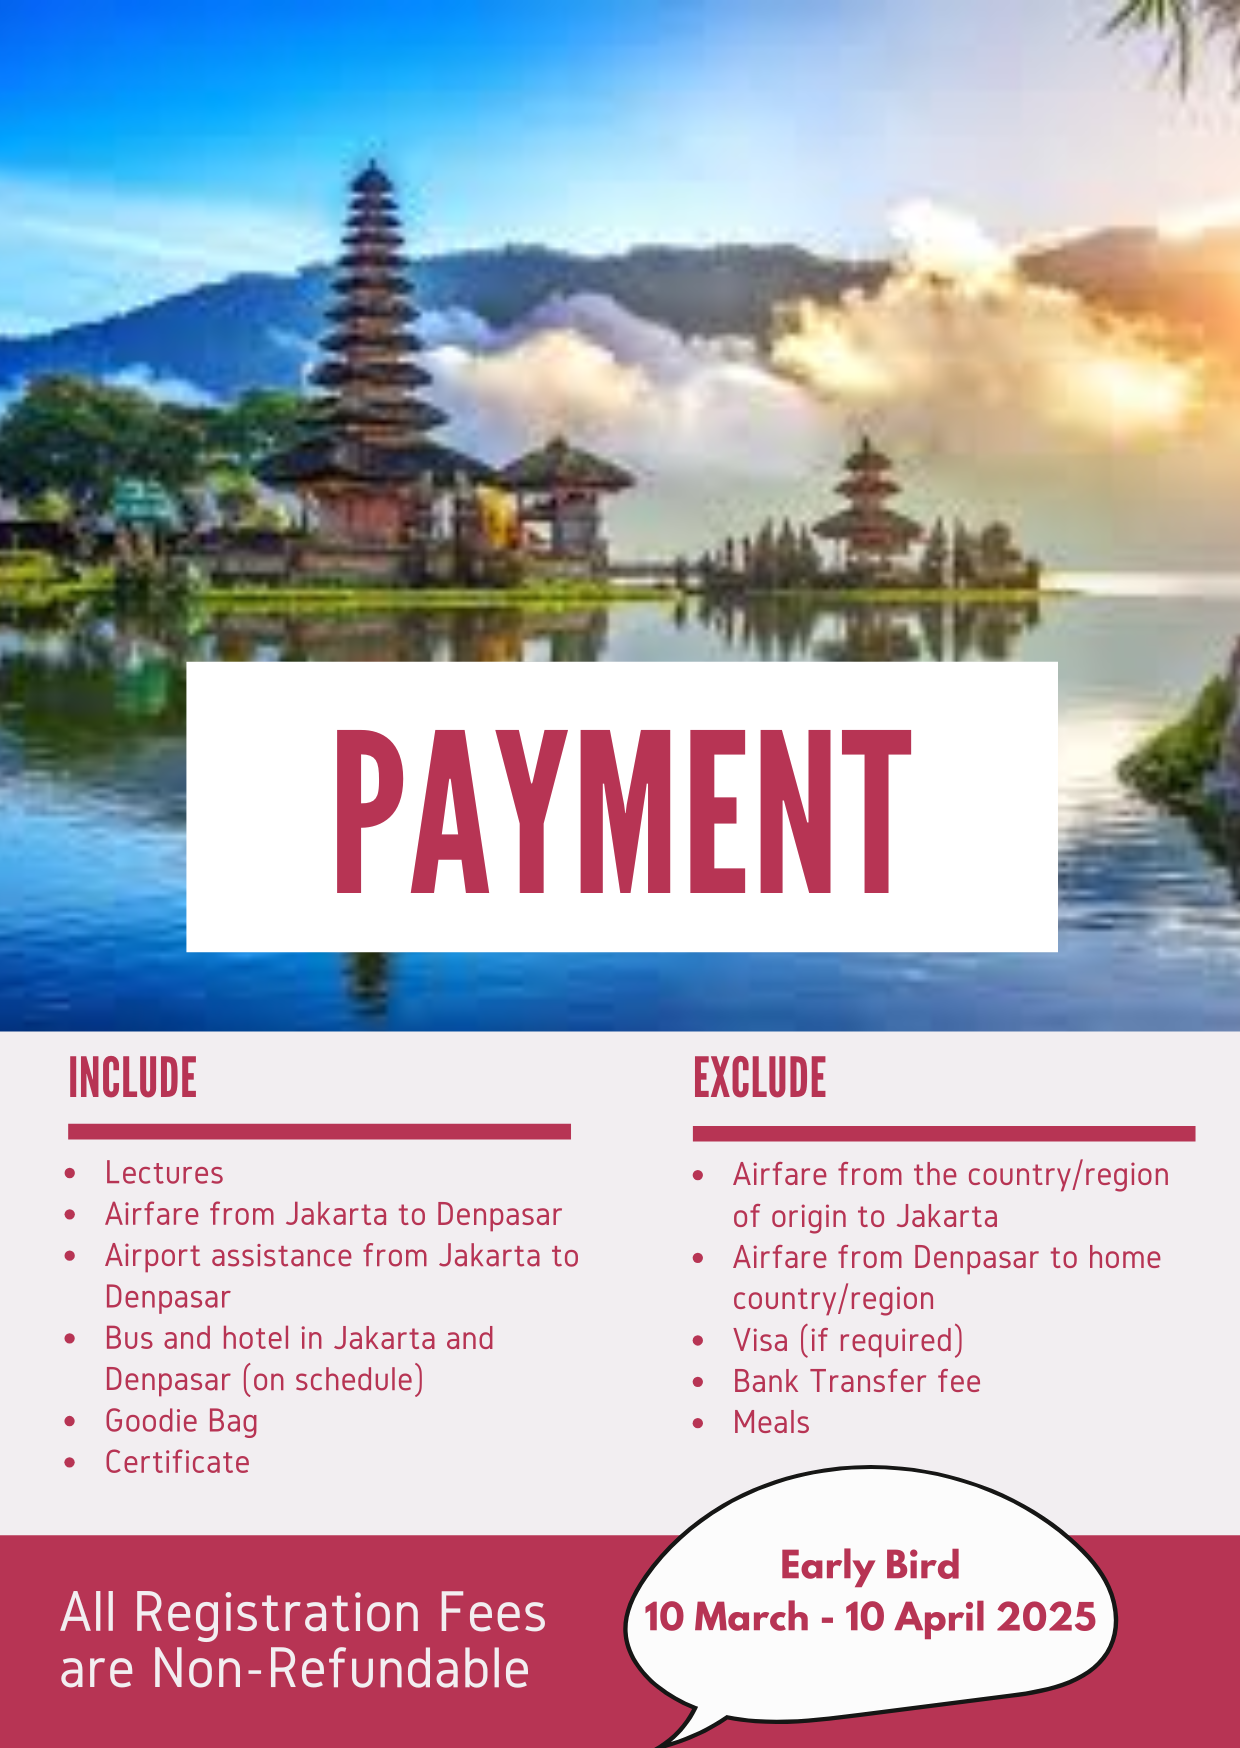 PAYMENT
INCLUDE
• Lectures
• Airfare from Jakarta to Denpasar
• Airport assistance from Jakarta to
Denpasar
• Bus and hotel in Jakarta and
Denpasar (on schedule)
• Goodie Bag
• Certificate
EXCLUDE
• Airfare from the country/region
of origin to Jakarta
• Airfare from Denpasar to home
country/region
• Visa (if required)
• Bank Transfer fee
• Meals
All Registration Fees
are Non-Refundable
Early Bird
10 March - 10 April 2025